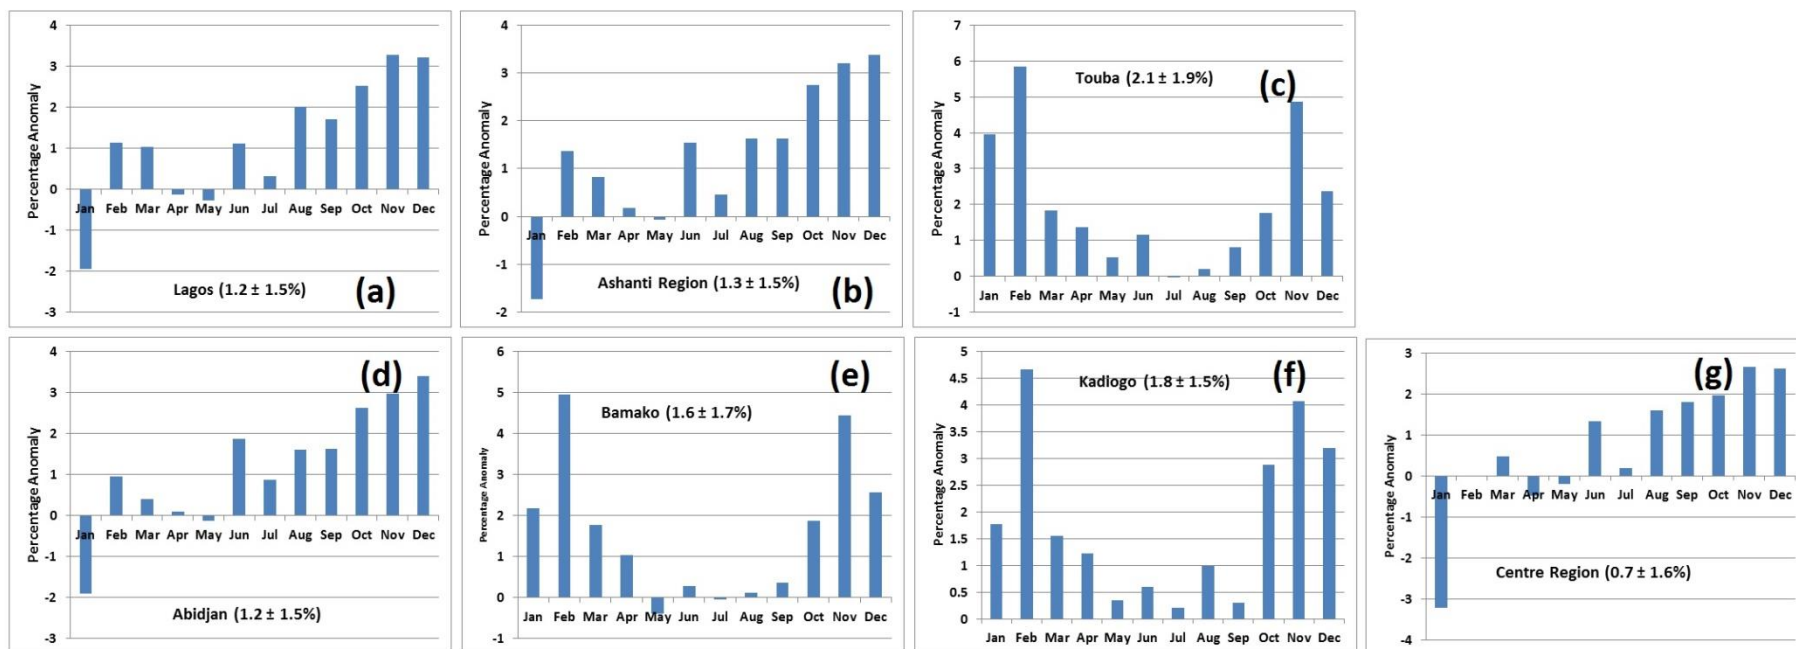 4
3
2
1
0
-1
-2
-3
Percentage Anomaly
Jan Feb Mar Apr May Jun Jul Aug Sep Oct Nov Dec
Lagos (1.2 ± 1.5%)
(a)
4
3
2
1
0
-1
-2
Percentage Anomaly
Jan Feb Mar Apr May Jun Jul Aug Sep Oct Nov Dec
Ashanti Region (1.3 ± 1.5%)
(b)
7
6
5
4
3
2
1
0
-1
Percentage Anomaly
Touba (2.1 ± 1.9%)
(c)
Jan Feb Mar Apr May Jun Jul Aug Sep Oct Nov Dec
4
3
2
1
0
-1
-2
-3
Percentage Anomaly
(d)
Jan Feb Mar Apr May Jun Jul Aug Sep Oct Nov Dec
Abidjan (1.2 ± 1.5%)
6
5
4
3
2
1
0
-1
Percentage Anomaly
(e)
Bamako (1.6 ± 1.7%)
Jan Feb Mar Apr May Jun Jul Aug Sep Oct Nov Dec
5
4.5
4
3.5
3
2.5
2
1.5
1
0.5
0
Percentage Anomaly
Kadiogo (1.8 ± 1.5%)
(f)
Jan Feb Mar Apr May Jun Jul Aug Sep Oct Nov Dec
3
2
1
0
-1
-2
-3
-4
Percentage Anomaly
(g)
Jan Feb Mar Apr May Jun Jul Aug Sep Oct Nov Dec
Centre Region (0.7 ± 1.6%)